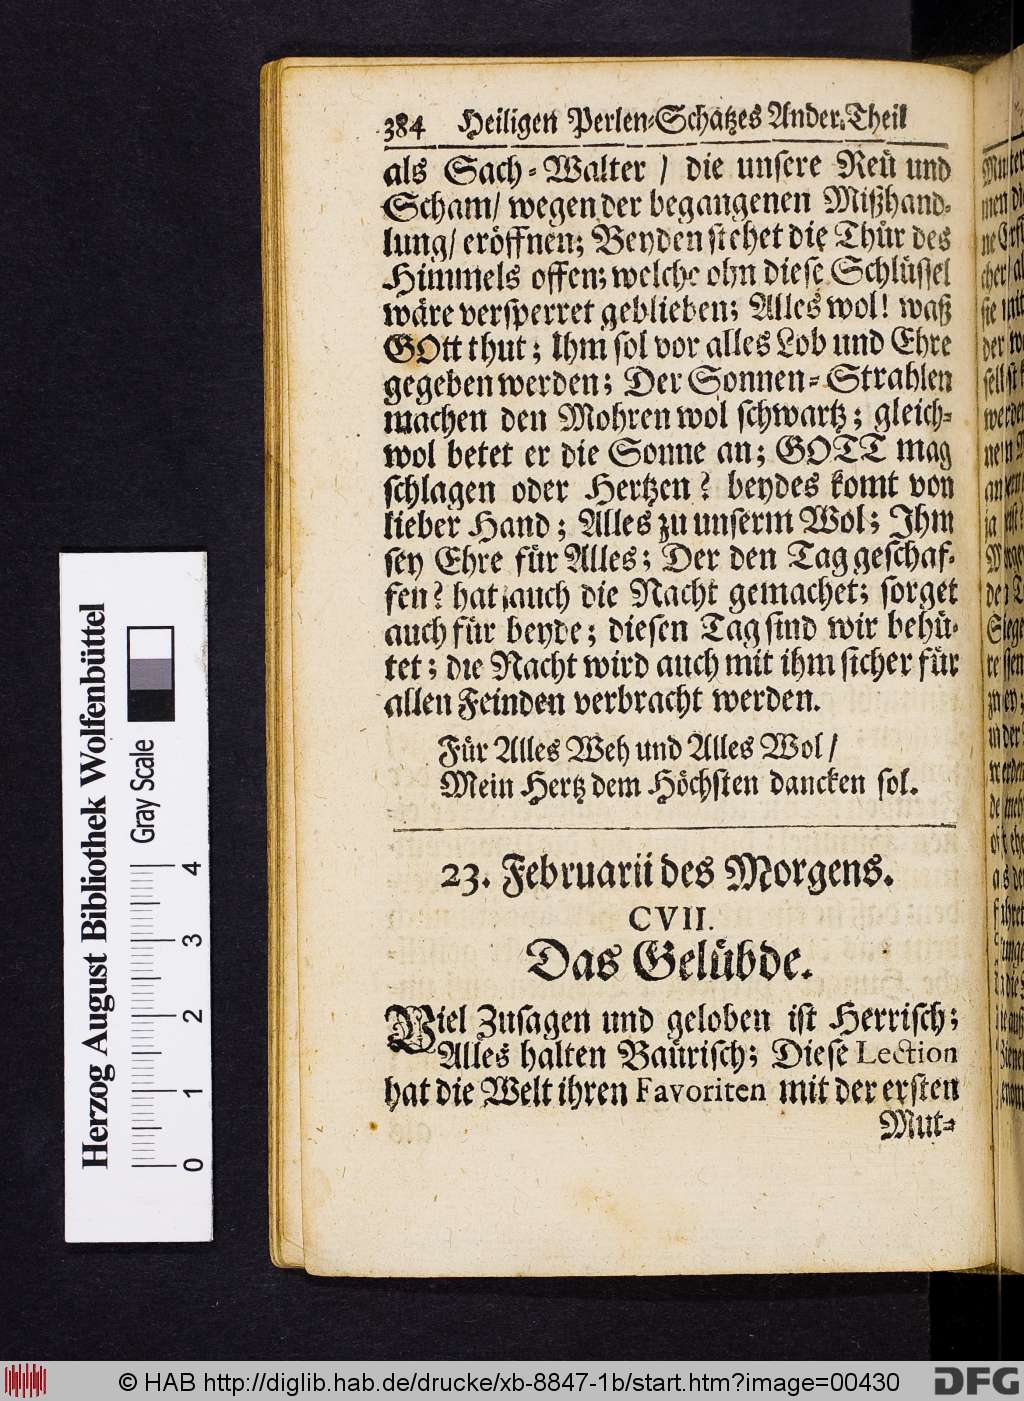 384 Heiligen Perlen-Schatzes Ander. Theil
als Sach-Walter / die unsere Reü und
Scham/ wegen der begangenen Mißhand-
lung/ eröffnen; Beyden stehet die Thür des
Himmels offen; welche ohn diese Schlüssel
wäre versperret geblieben; Alles wol! waß
GOtt thut; Ihm sol vor alles Lob und Ehre
gegeben werden; Der Sonnen-Strahlen
machen den Mohren wol schwartz; gleich-
wol betet er die Sonne an; GOTT mag
schlagen oder Hertzen? beydes komt von
lieber Hand; Alles zu unserm Wol; Ihm
sey Ehre für Alles; Der den Tag geschaf-
fen? hat auch die Nacht gemachet; sorget
auch für beyde; diesen Tag sind wir behü-
tet; die Nacht wird auch mit ihm sicher für
allen Feinden verbracht werden.
Für Alles Weh und Alles Wol /
Mein Hertz dem Höchsten dancken sol.
23. Februarii des Morgens.
CVII.
Das Gelübde.
Viel Zusagen und geloben ist Herrisch;
Alles halten Baürisch; Diese Lection
hat die Welt ihren Favoriten mit der ersten
Mut-
Herzog August Bibliothek Wolfenbüttel
Gray Scale
0 1 2 3 4
© HAB http://diglib.hab.de/drucke/xb-8847-1b/start.htm?image=00430
DFG